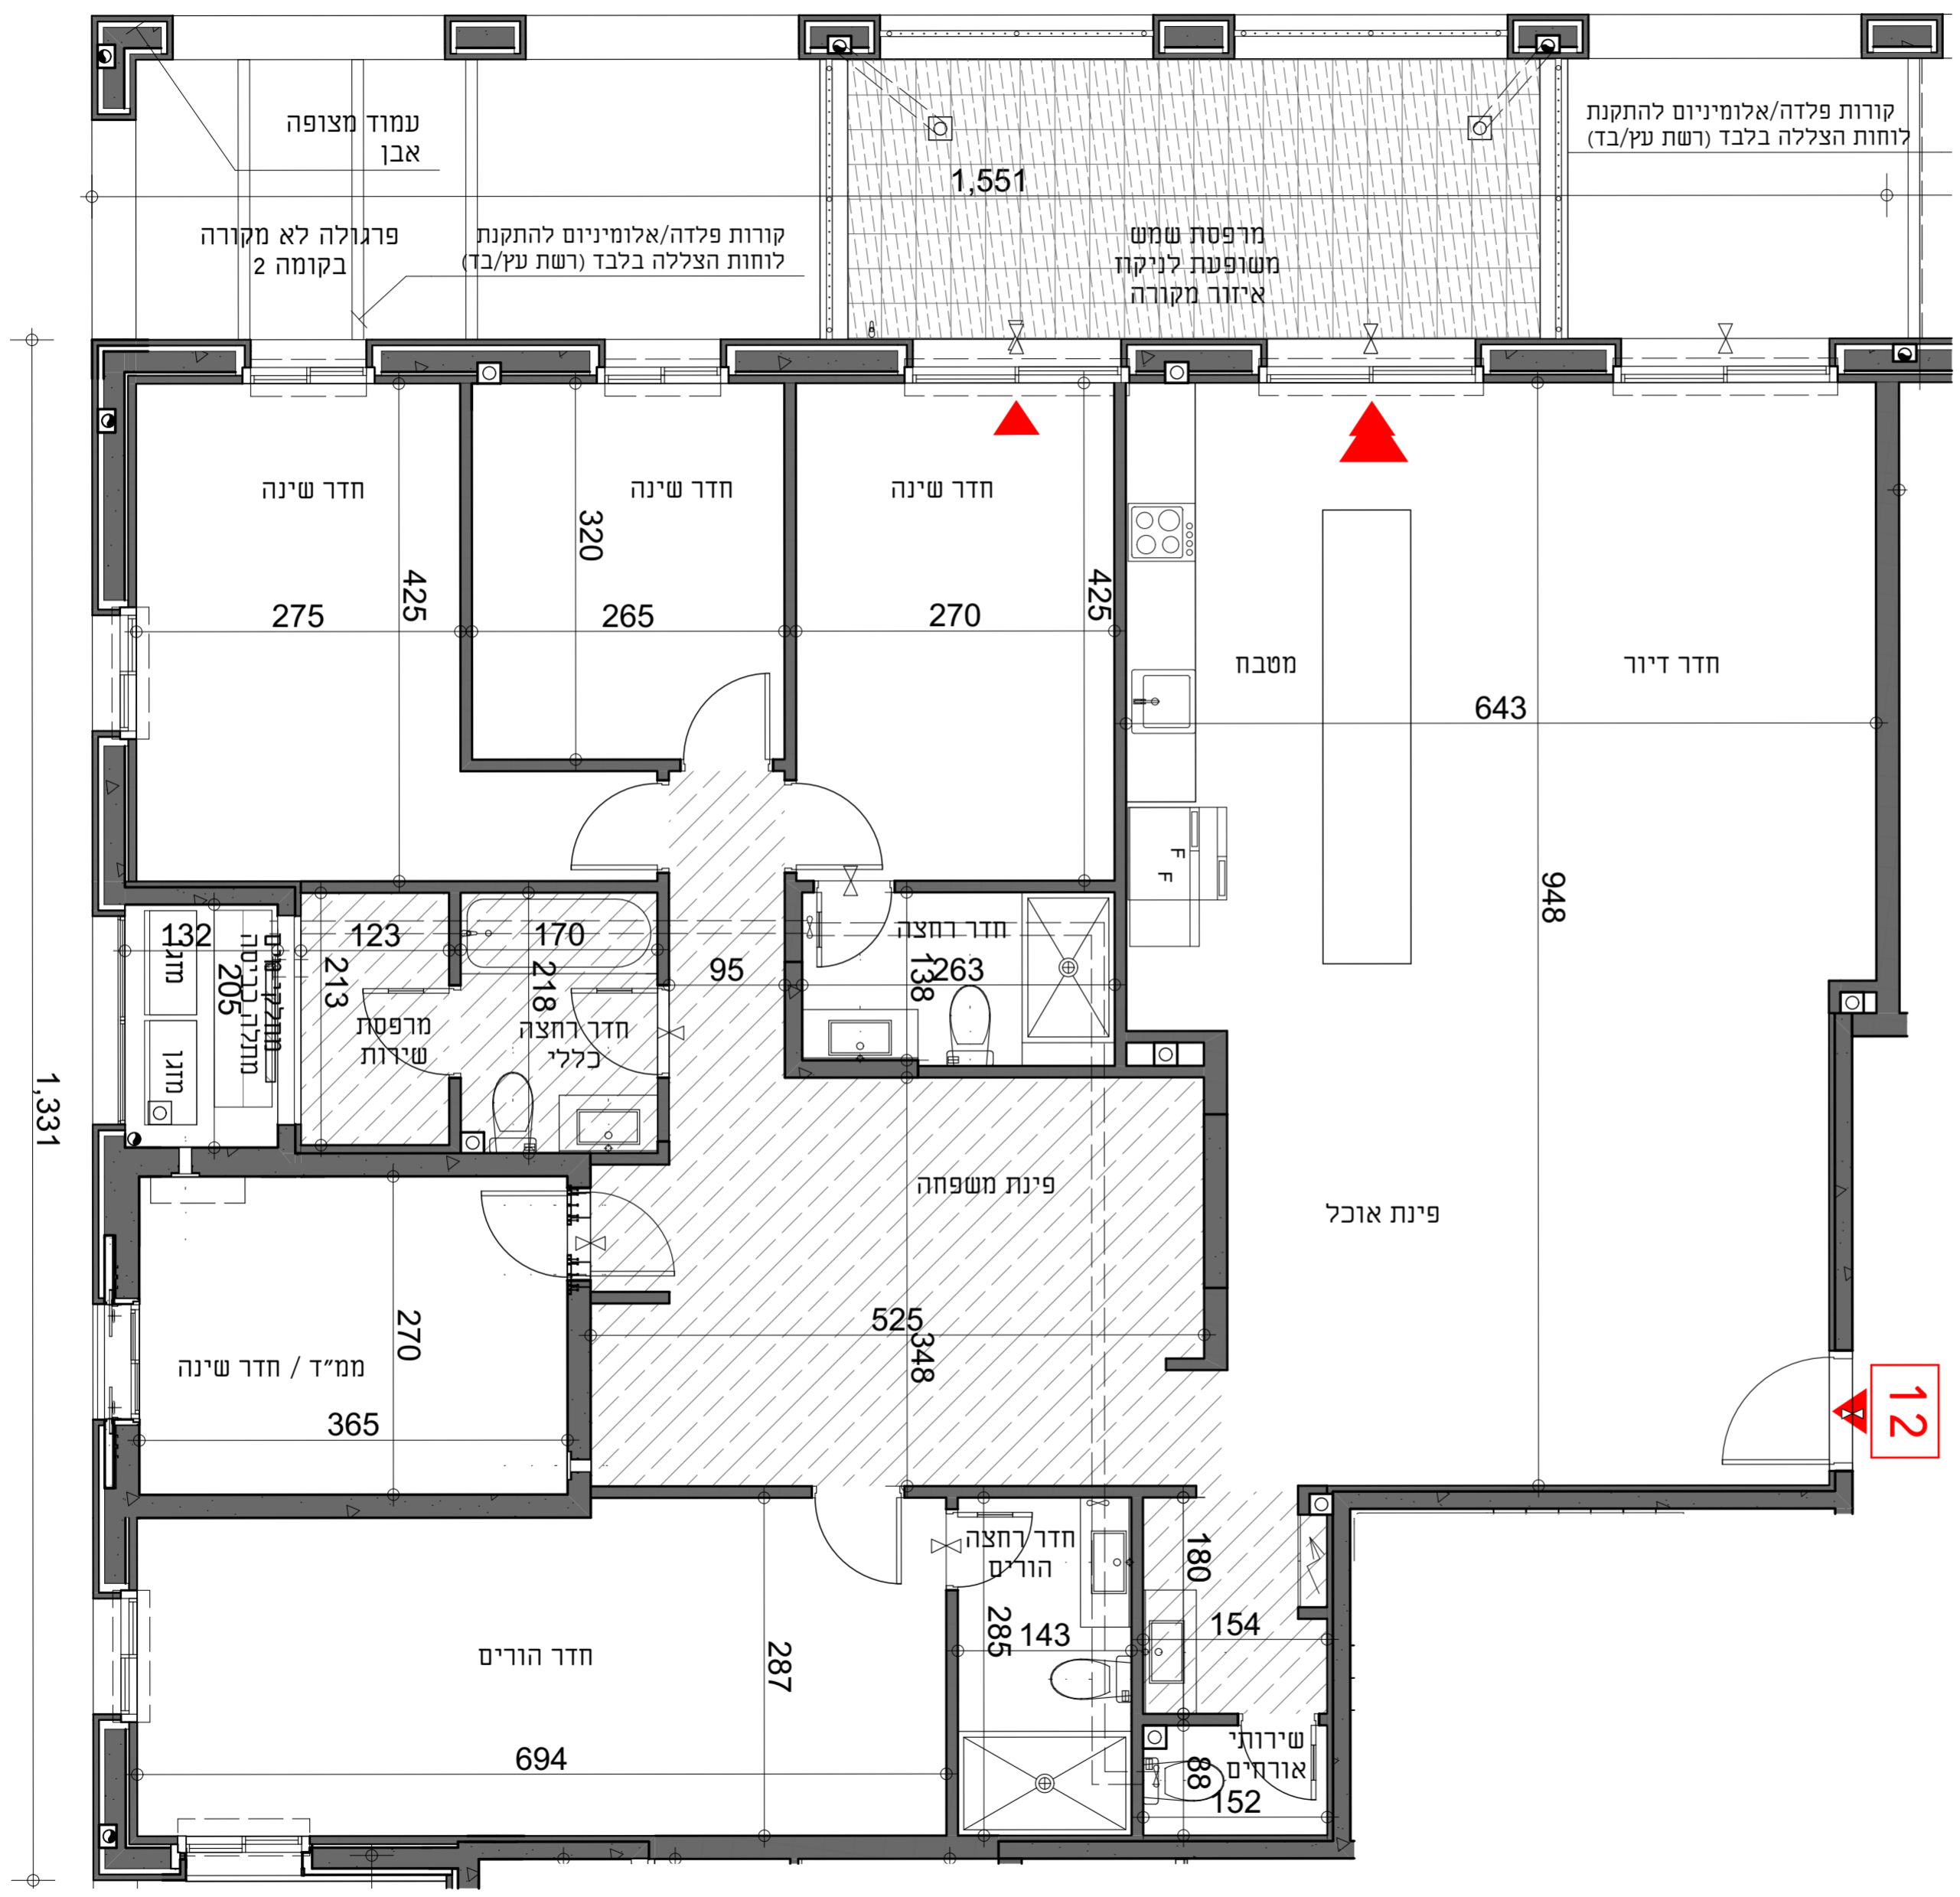 עמוד מצופה
אבן
קורות פלדה/אלומיניום להתקנת
לוחות הצללה בלבד (רשת עץ/בד)
1,551
פרגולה לא מקורה
בקומה 2
קורות פלדה/אלומיניום להתקנת
לוחות הצללה בלבד (רשת עץ/בד)
מרפסת שמש
משופעת לניקוז
איזור מקורה
חדר שינה
חדר שינה
חדר שינה
320
425
425
275
265
270
מטבח
חדר דיור
643
F
F
948
132
123
170
95
263
138
חדר רחצה
מזגן
מזגן
205
213
218
מרפסת
שירות
חדר רחצה
כללי
1,331
פינת משפחה
פינת אוכל
525
348
270
ממ״ד / חדר שינה
365
12
חדר רחצה
הורים
180
285
143
154
חדר הורים
287
694
שירותי
אורחים
88
152